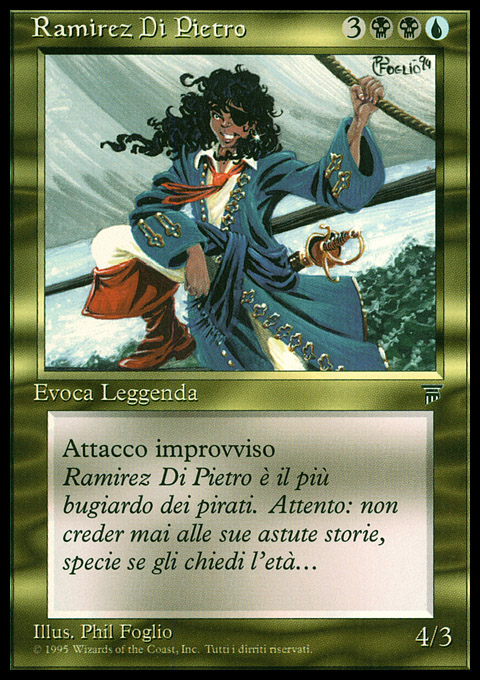 Ramirez Di Pietro 3
PFOGLIO 94
Evoca Leggenda
Attacco improvviso
Ramirez Di Pietro è il più
bugiardo dei pirati. Attento: non
creder mai alle sue astute storie,
specie se gli chiedi l'età...
Illus. Phil Foglio
4/3
© 1995 Wizards of the Coast, Inc. Tutti i diritti riservati.